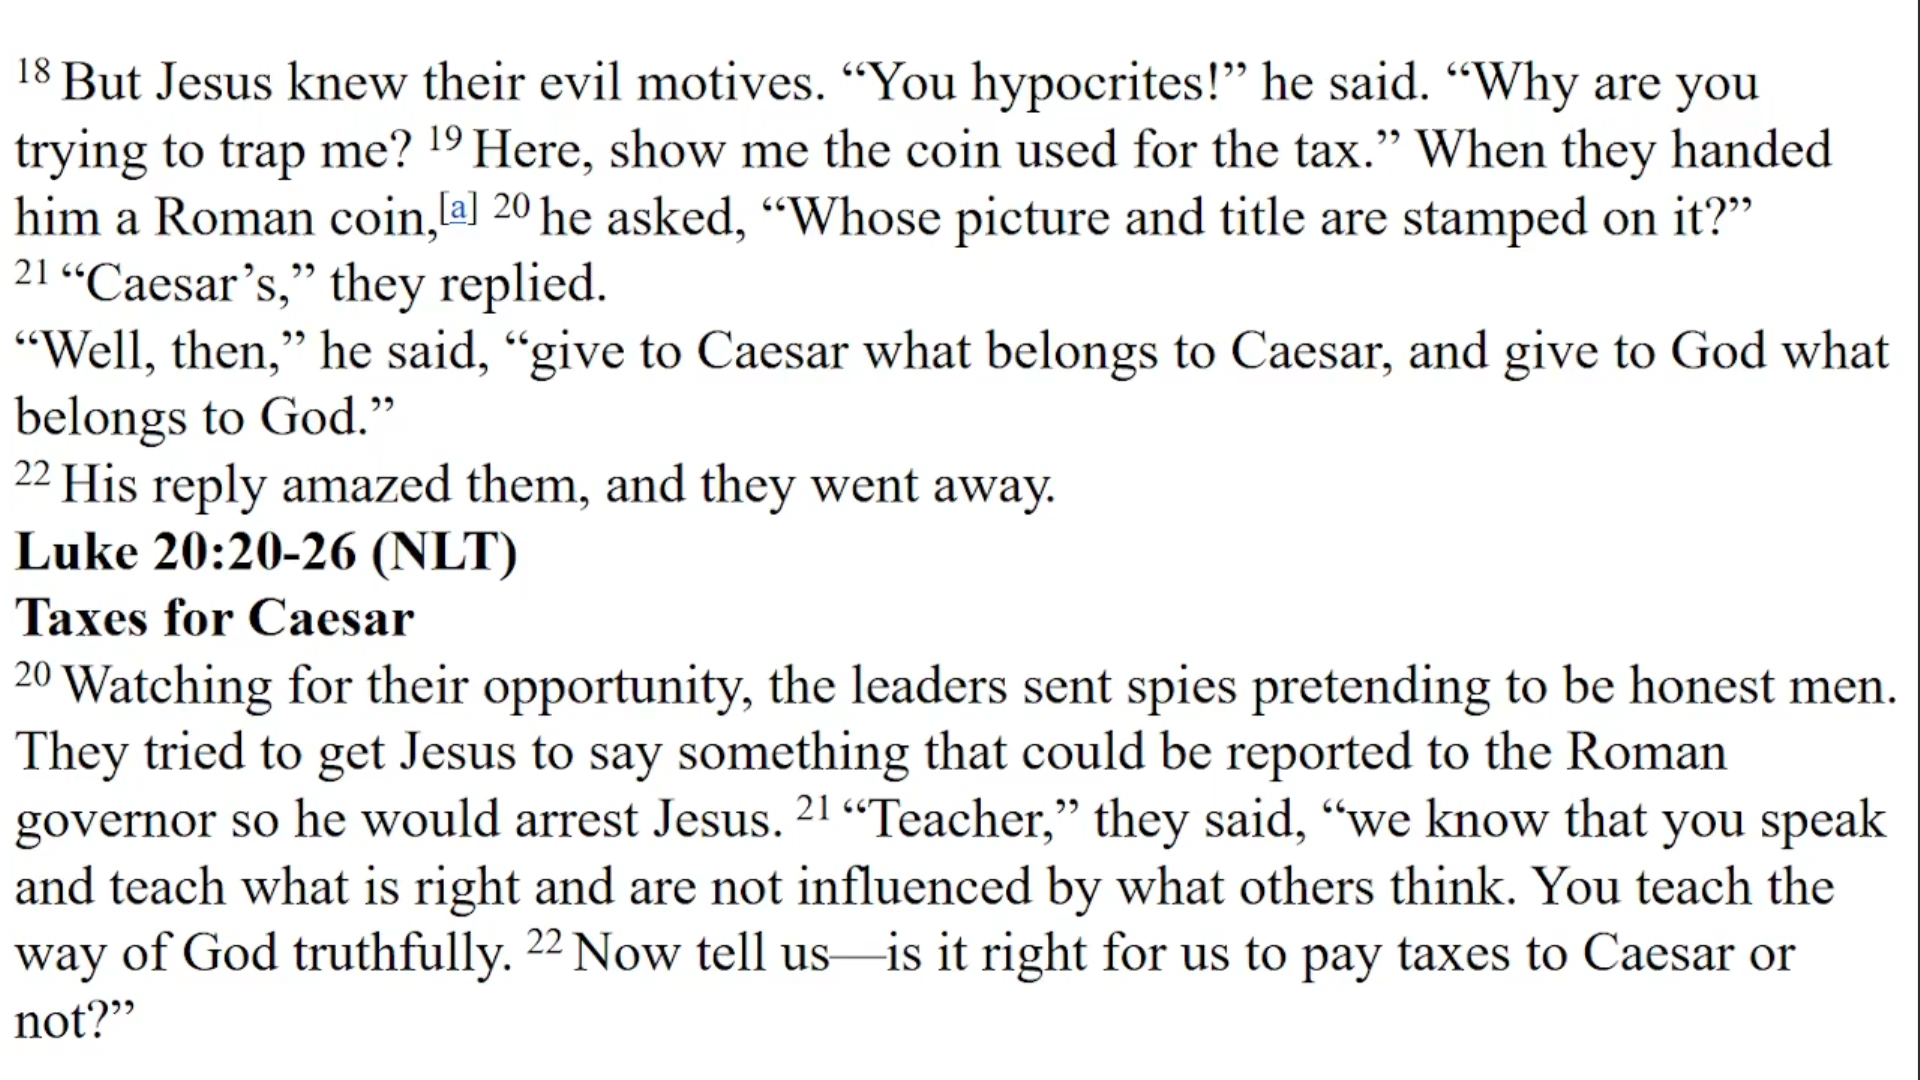 18 But Jesus knew their evil motives. “You hypocrites!” he said. “Why are you
trying to trap me? 19 Here, show me the coin used for the tax.” When they handed
him a Roman coin,[a] 20 he asked, “Whose picture and title are stamped on it?”
21 “Caesar’s,” they replied.
“Well, then,” he said, “give to Caesar what belongs to Caesar, and give to God what
belongs to God.”
22 His reply amazed them, and they went away.
Luke 20:20-26 (NLT)
Taxes for Caesar
20 Watching for their opportunity, the leaders sent spies pretending to be honest men.
They tried to get Jesus to say something that could be reported to the Roman
governor so he would arrest Jesus. 21 “Teacher,” they said, “we know that you speak
and teach what is right and are not influenced by what others think. You teach the
way of God truthfully. 22 Now tell us—is it right for us to pay taxes to Caesar or
not?”